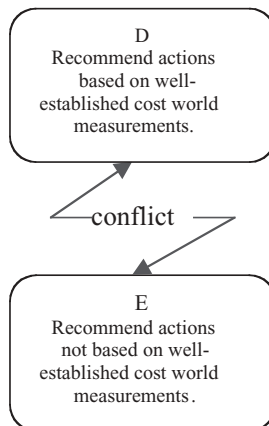 D
Recommend actions
based on well-
established cost world
measurements.
conflict
E
Recommend actions
not based on well-
established cost world
measurements.